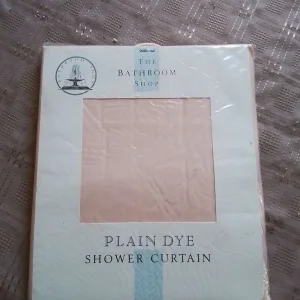 THE
BATHROOM
SHOP
PLAIN DYE
SHOWER CURTAIN